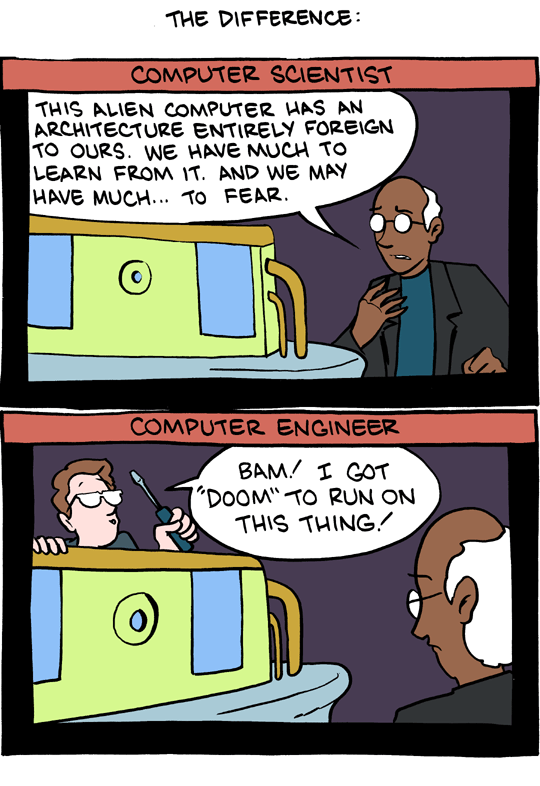 THE DIFFERENCE:
COMPUTER SCIENTIST
THIS ALIEN COMPUTER HAS AN
ARCHITECTURE ENTIRELY FOREIGN
TO OURS. WE HAVE MUCH TO
LEARN FROM IT. AND WE MAY
HAVE MUCH... TO FEAR.
COMPUTER ENGINEER
BAM! I GOT
"DOOM" TO RUN ON
THIS THING!